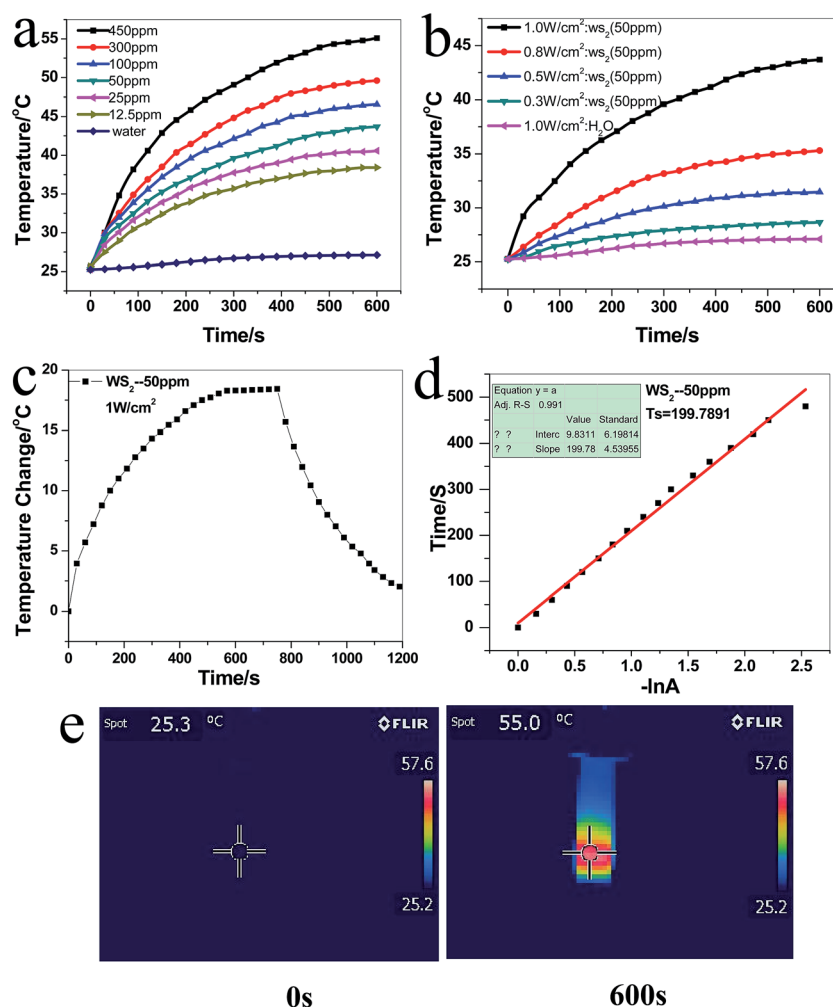 a
450ppm
300ppm
100ppm
50ppm
25ppm
12.5ppm
water
Temperature/°C
55
50
45
40
35
30
25
0 100 200 300 400 500 600
Time/s
b
1.0W/cm²:ws₂(50ppm)
0.8W/cm²:ws₂(50ppm)
0.5W/cm²:ws₂(50ppm)
0.3W/cm²:ws₂(50ppm)
1.0W/cm²:H₂O
Temperature/°C
45
40
35
30
25
0 100 200 300 400 500 600
Time/s
c
WS₂--50ppm
1W/cm²
Temperature Change/°C
20
15
10
5
0
0 200 400 600 800 1000 1200
Time/s
d
Equation y = a
Adj. R-S 0.991
Value Standard
? ? Interc 9.8311 6.19814
? ? Slope 199.78 4.53955
WS₂--50ppm
Ts=199.7891
Time/S
500
400
300
200
100
0
0.0 0.5 1.0 1.5 2.0 2.5
-lnA
e
Spot 25.3 °C
FLIR
57.6
25.2
0s
Spot 55.0 °C
FLIR
57.6
25.2
600s